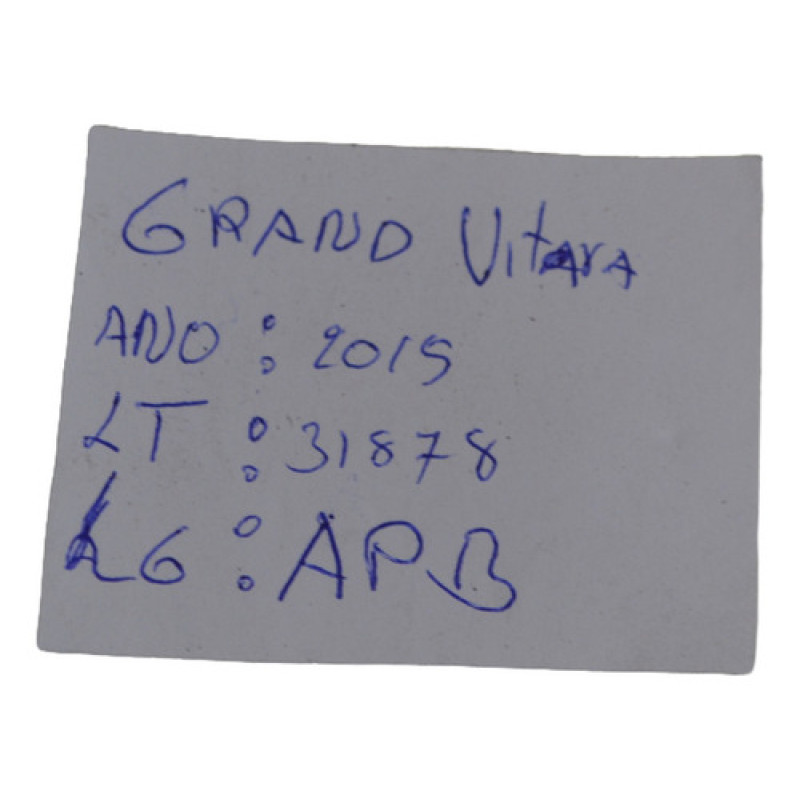 GRAND VitARA
ANO : 2015
LT : 31878
LG : APB